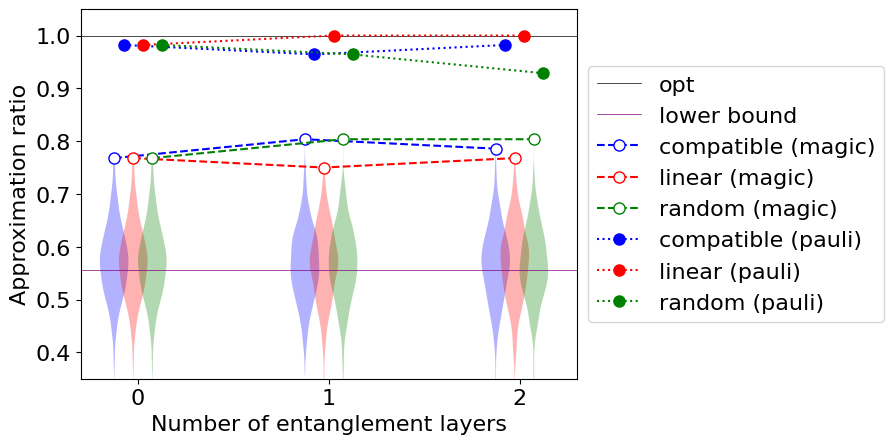 1.0
0.9
0.8
0.7
0.6
0.5
0.4
Approximation ratio
0 1 2
Number of entanglement layers
opt
lower bound
compatible (magic)
linear (magic)
random (magic)
compatible (pauli)
linear (pauli)
random (pauli)